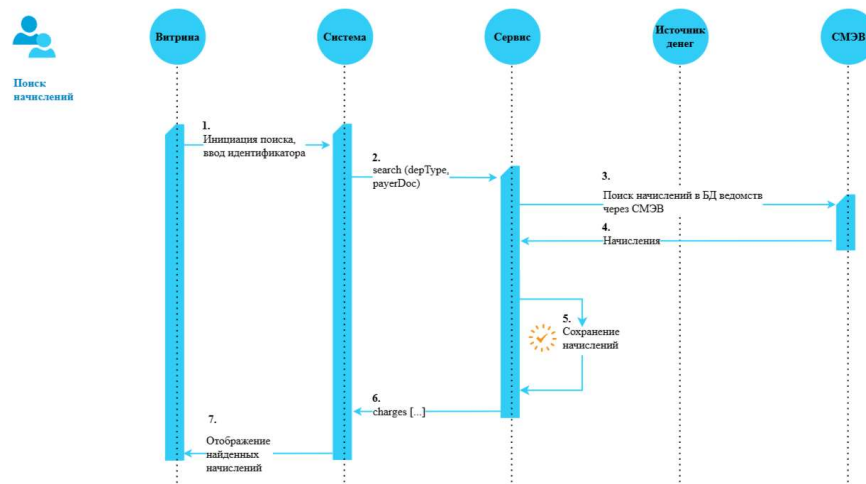 Витрина
Система
Сервис
Источник
денег
СМЭВ
Поиск
начислений
1.
Инициация поиска,
ввод идентификатора
2.
search (depType,
payerDoc)
3.
Поиск начислений в БД ведомств
через СМЭВ
4.
Начисления
5.
Сохранение
начислений
6.
charges [...]
7.
Отображение
найденных
начислений